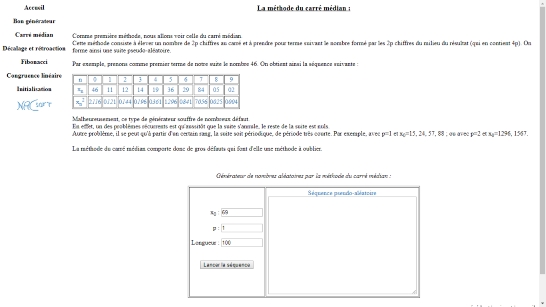 Accueil
Bon générateur
Carré médian
Décalage et rétroaction
Fibonacci
Congruence linéaire
Initialisation
La méthode du carré médian :
Comme première méthode, nous allons voir celle du carré médian.
Cette méthode consiste à élever un nombre de 2p chiffres au carré et à prendre pour terme suivant le nombre formé par les 2p chiffres du milieu du résultat (qui en contient 4p). On
forme ainsi une suite pseudo-aléatoire.
Par exemple, prenons comme premier terme de notre suite le nombre 46. On obtient ainsi la séquence suivante :
n 0 1 2 3 4 5 6 7 8 9
xn 46 11 12 14 19 36 29 84 05 02
xn² 2116 0121 0144 0196 0361 1296 0841 7056 0025 0004
Malheureusement, ce type de générateur souffre de nombreux défaut.
En effet, un des problèmes récurrents est qu'aussitôt que la suite s'annule, le reste de la suite est nuls.
Autre problème, il se peut qu'à partir d'un certain rang, la suite soit périodique, de période très courte. Par exemple, avec p=1 et x0=15, 24, 57, 88 ; ou avec p=2 et x0=1296, 1567.
La méthode du carré médian comporte donc de gros défauts qui font d'elle une méthode à oublier.
Générateur de nombres aléatoires par la méthode du carré médian :
Séquence pseudo-aléatoire
x0 : 69
p : 1
Longueur : 100
Lancer la séquence